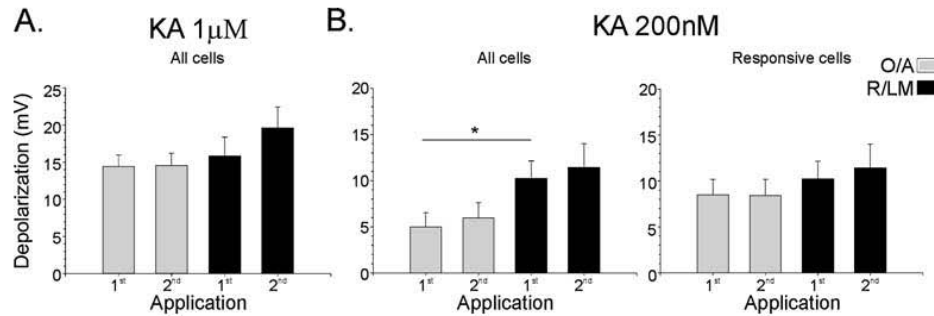 A.
KA 1μM
All cells
Depolarization (mV)
25
20
15
10
5
0
1st
2nd
1st
2nd
Application
B.
KA 200nM
All cells
20
15
10
5
0
*
1st
2nd
1st
2nd
Application
Responsive cells
O/A
R/LM
20
15
10
5
0
1st
2nd
1st
2nd
Application